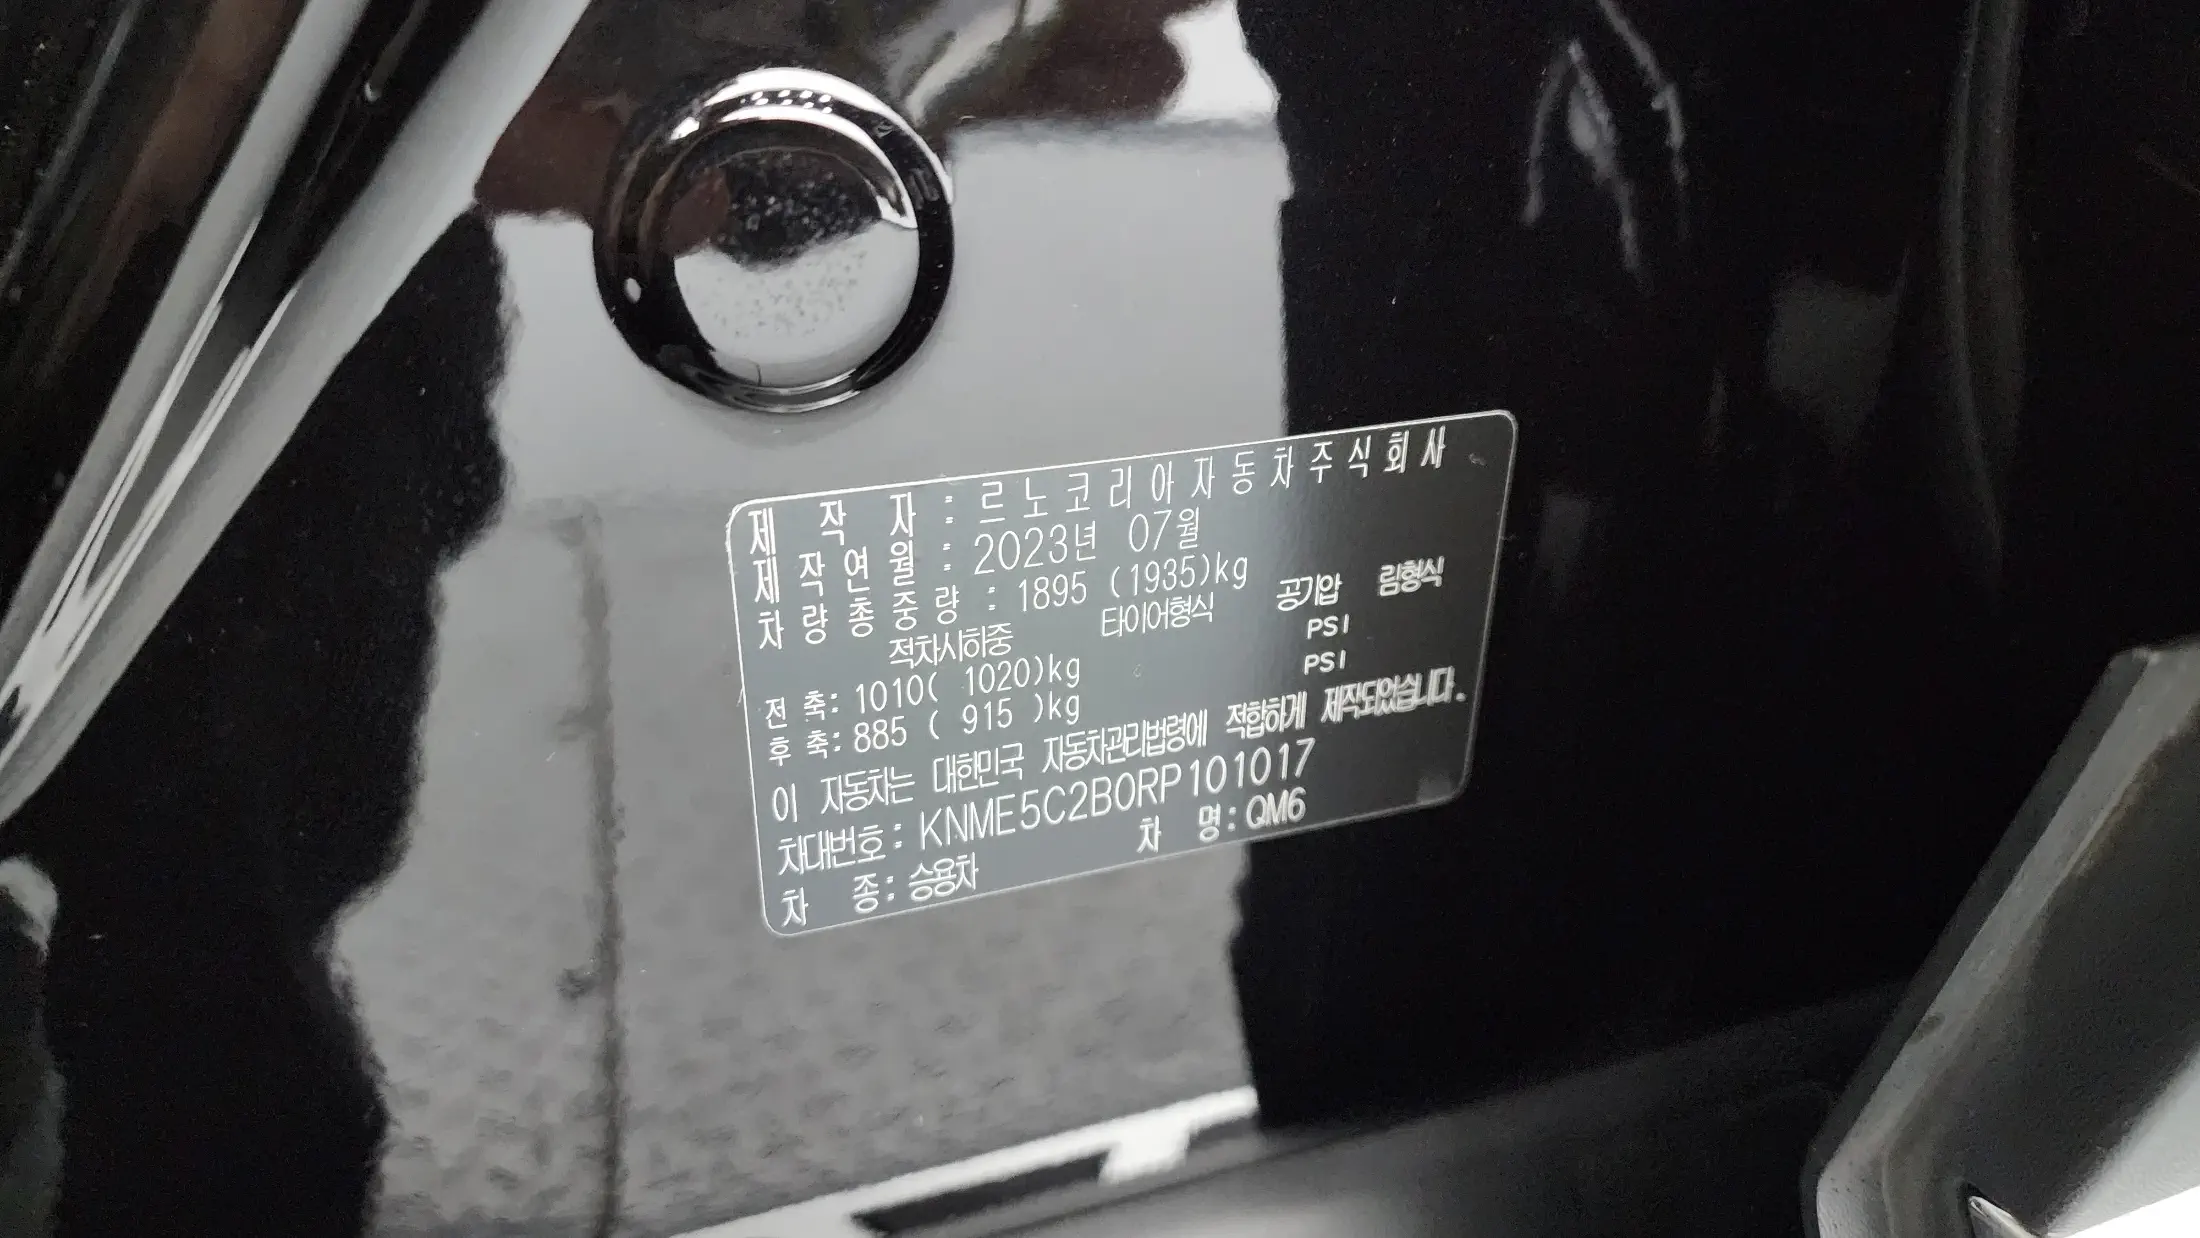 제 작 자 : 르노코리아자동차주식회사
제작연월 : 2023년 07월
차량총중량 : 1895 (1935)kg
적차시하중 타이어형식 공기압 림형식
전 축: 1010( 1020)kg PSI
후 축: 885 ( 915 )kg PSI
이 자동차는 대한민국 자동차관리법령에 적합하게 제작되었습니다.
차대번호: KNME5C2B0RP101017
차 종: 승용차 차 명: QM6